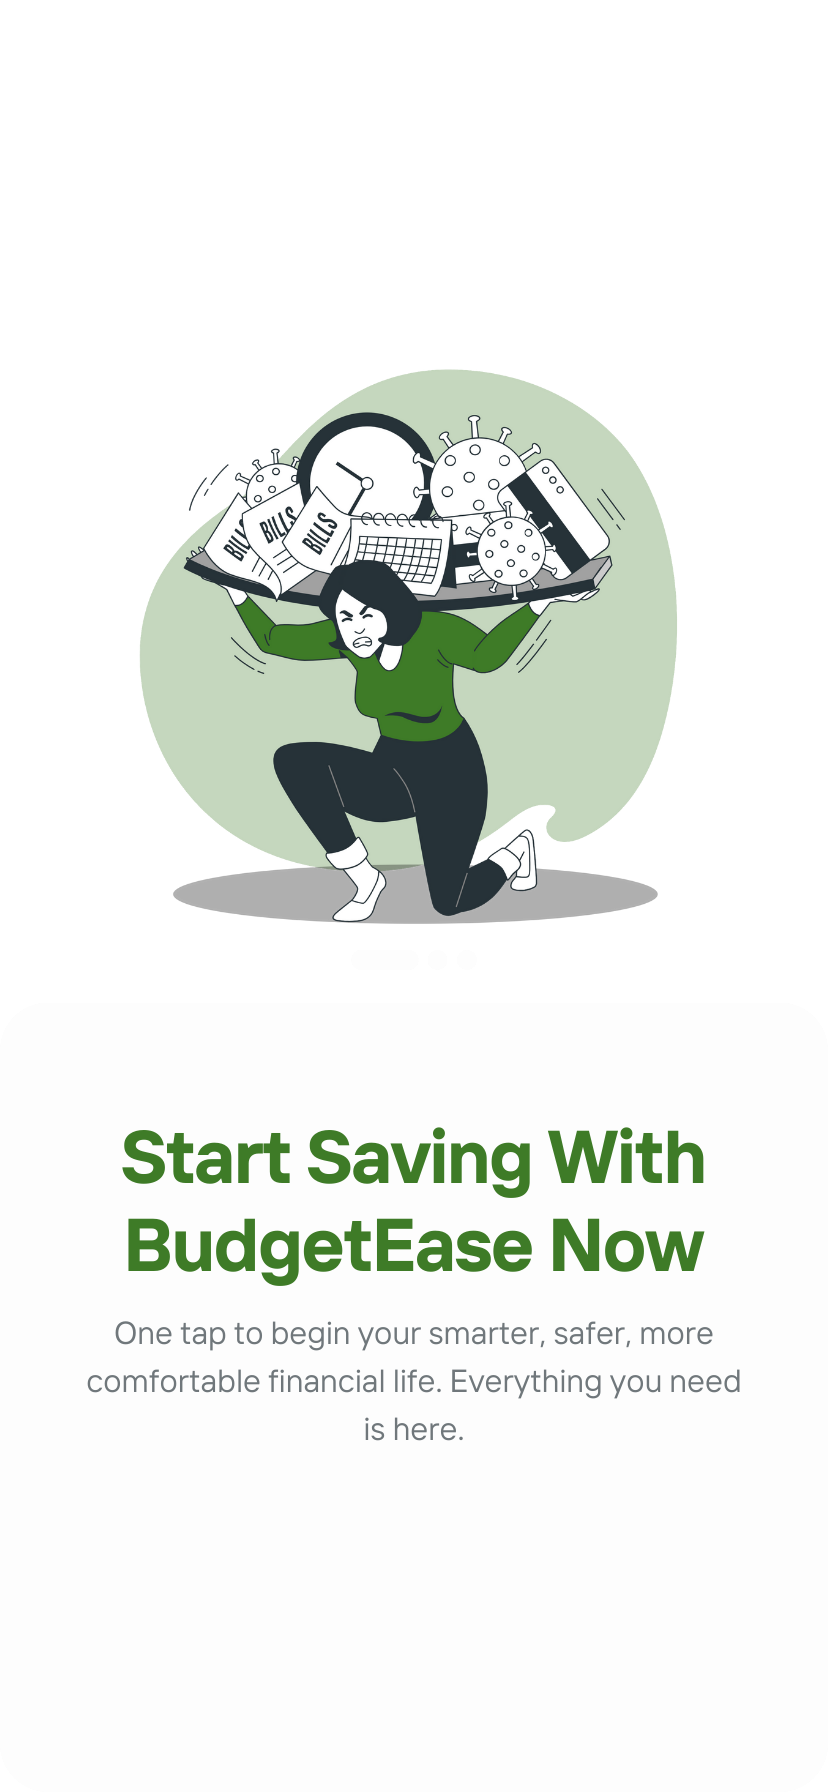 BILLS
BILLS
BILLS
Start Saving With
BudgetEase Now
One tap to begin your smarter, safer, more
comfortable financial life. Everything you need
is here.